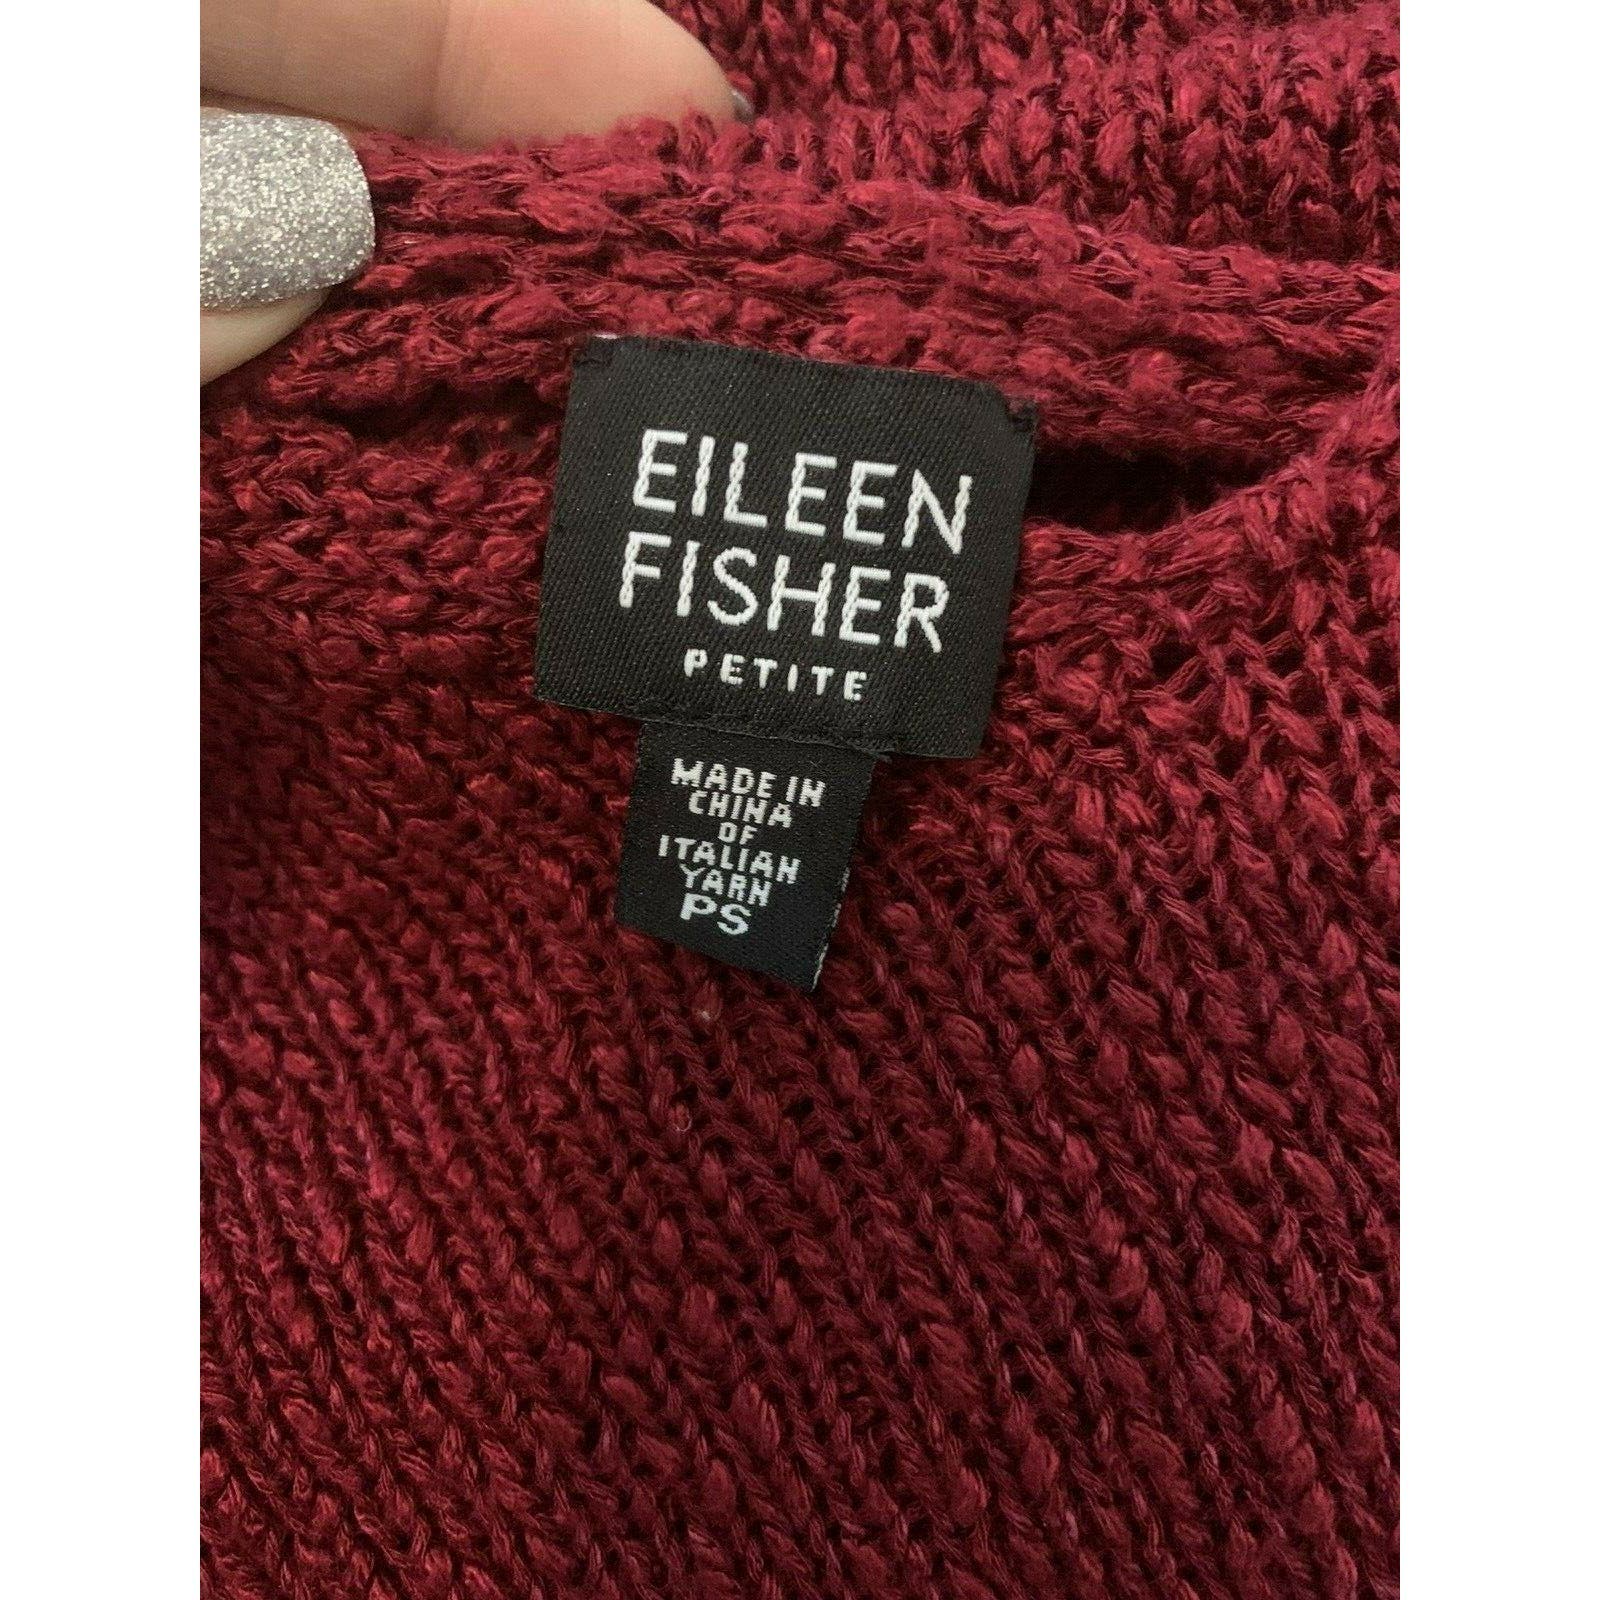 EILEEN
FISHER
PETITE
MADE IN
CHINA
OF
ITALIAN
YARN
PS